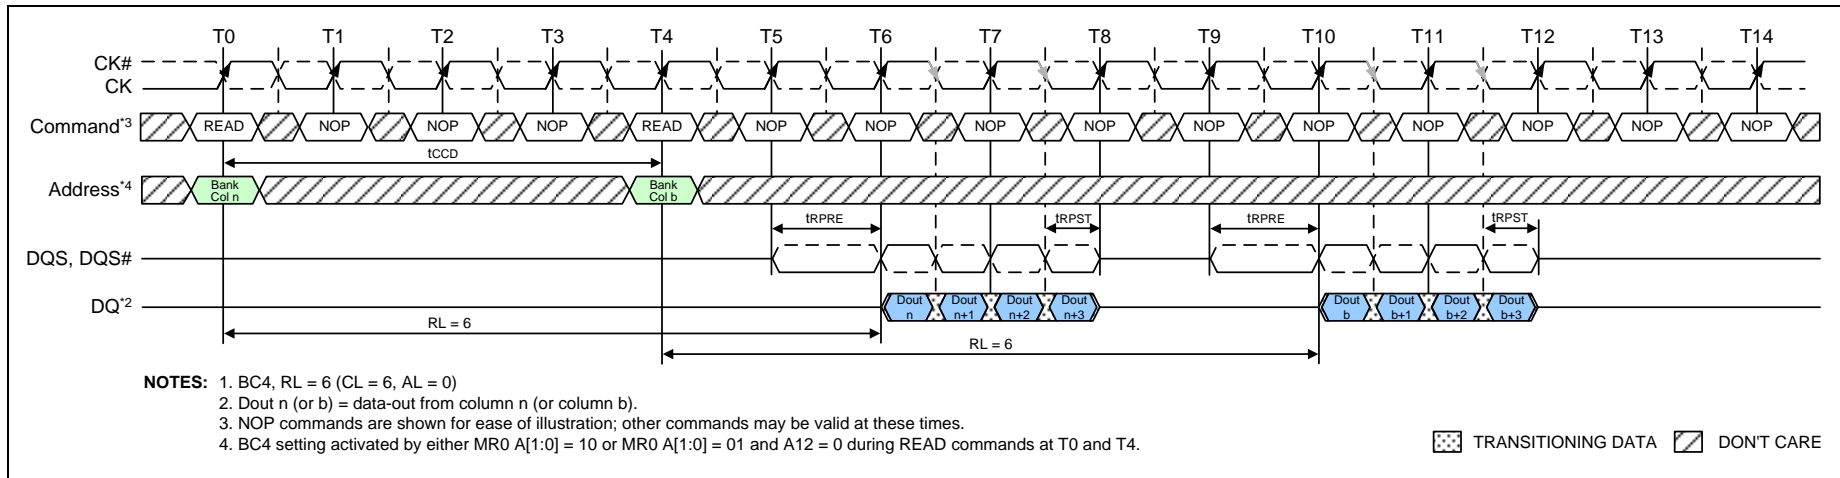 T0 T1 T2 T3 T4 T5 T6 T7 T8 T9 T10 T11 T12 T13 T14
CK#
CK
Command*3 READ NOP NOP NOP READ NOP NOP NOP NOP NOP NOP NOP NOP NOP NOP
tCCD
Address*4 Bank Col n Bank Col b
tRPRE tRPST tRPRE tRPST
DQS, DQS#
DQ*2 Dout n Dout n+1 Dout n+2 Dout n+3 Dout b Dout b+1 Dout b+2 Dout b+3
RL = 6
RL = 6
NOTES: 1. BC4, RL = 6 (CL = 6, AL = 0)
2. Dout n (or b) = data-out from column n (or column b).
3. NOP commands are shown for ease of illustration; other commands may be valid at these times.
4. BC4 setting activated by either MR0 A[1:0] = 10 or MR0 A[1:0] = 01 and A12 = 0 during READ commands at T0 and T4.
TRANSITIONING DATA DON'T CARE